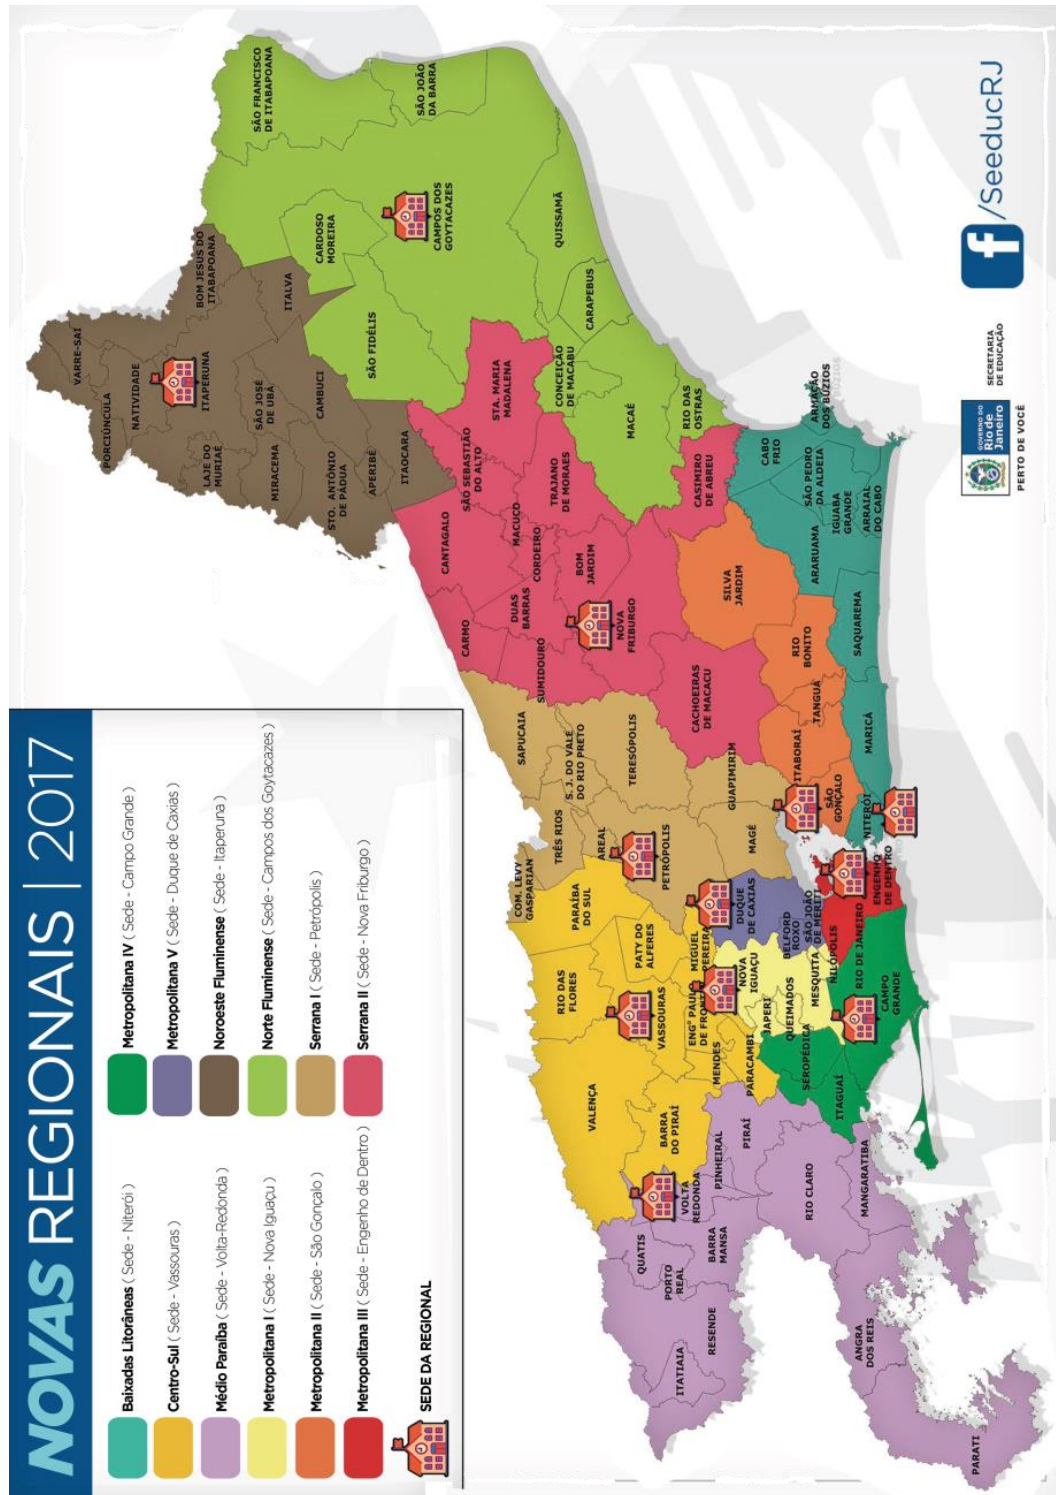 NOVAS REGIONAIS | 2017
Baixadas Litorâneas ( Sede - Niterói )
Centro-Sul ( Sede - Vassouras )
Médio Paraíba ( Sede - Volta-Redonda)
Metropolitana I ( Sede - Nova Iguaçu )
Metropolitana II ( Sede - São Gonçalo )
Metropolitana III ( Sede - Engenho de Dentro )
SEDE DA REGIONAL
Metropolitana IV ( Sede - Campo Grande )
Metropolitana V ( Sede - Duque de Caxias )
Noroeste Fluminense ( Sede - Itaperuna )
Norte Fluminense ( Sede - Campos dos Goytacazes )
Serrana I ( Sede - Petrópolis )
Serrana II ( Sede - Nova Friburgo )
VARRE-SAI
PORCIÚNCULA
NATIVIDADE
BOM JESUS DO
ITABAPOANA
ITAPERUNA
LAJE DO
MURIAÉ
SÃO JOSÉ
DE UBÁ
ITALVA
MIRACEMA
CAMBUCI
STO. ANTÔNIO
DE PÁDUA
APERIBÉ
ITAOCARA
SÃO FRANCISCO
DE ITABAPOANA
SÃO JOÃO
DA BARRA
CARDOSO
MOREIRA
CAMPOS DOS
GOYTACAZES
SÃO FIDÉLIS
QUISSAMÃ
CARAPEBUS
CONCEIÇÃO
DE MACABU
MACAÉ
RIO DAS
OSTRAS
STA. MARIA
MADALENA
SÃO SEBASTIÃO
DO ALTO
TRAJANO
DE MORAES
CANTAGALO
MACUCO
CORDEIRO
CARMO
DUAS
BARRAS
BOM
JARDIM
SUMIDOURO
NOVA
FRIBURGO
CASIMIRO
DE ABREU
CACHOEIRAS
DE MACACU
SAPUCAIA
S. J. DO VALE
DO RIO PRETO
TERESÓPOLIS
GUAPIMIRIM
TRÊS RIOS
AREAL
COM. LEVY
GASPARIAN
PETRÓPOLIS
MAGÉ
SILVA
JARDIM
RIO
BONITO
TANGUÁ
ITABORAÍ
SÃO
GONÇALO
CABO
FRIO
ARMAÇÃO
DOS BÚZIOS
SÃO PEDRO
DA ALDEIA
IGUABA
GRANDE
ARRAIAL
DO CABO
ARARUAMA
SAQUAREMA
MARICÁ
NITERÓI
PARAÍBA
DO SUL
RIO DAS
FLORES
PATY DO
ALFERES
MIGUEL
PEREIRA
VASSOURAS
ENGº PAULO
DE FRONTIN
MENDES
PARACAMBI
VALENÇA
BARRA
DO PIRAÍ
DUQUE
DE CAXIAS
BELFORD
ROXO
SÃO JOÃO
DE MERITI
NOVA
IGUAÇU
JAPERI
QUEIMADOS
MESQUITA
NILÓPOLIS
RIO DE JANEIRO
ENGENHO
DE DENTRO
CAMPO
GRANDE
SEROPÉDICA
ITAGUAÍ
VOLTA
REDONDA
PINHEIRAL
PIRAÍ
RIO CLARO
MANGARATIBA
QUATIS
PORTO
REAL
BARRA
MANSA
RESENDE
ITATIAIA
ANGRA
DOS REIS
PARATI
GOVERNO DO
Rio de
Janeiro
PERTO DE VOCÊ
SECRETARIA
DE EDUCAÇÃO
f/SeeducRJ